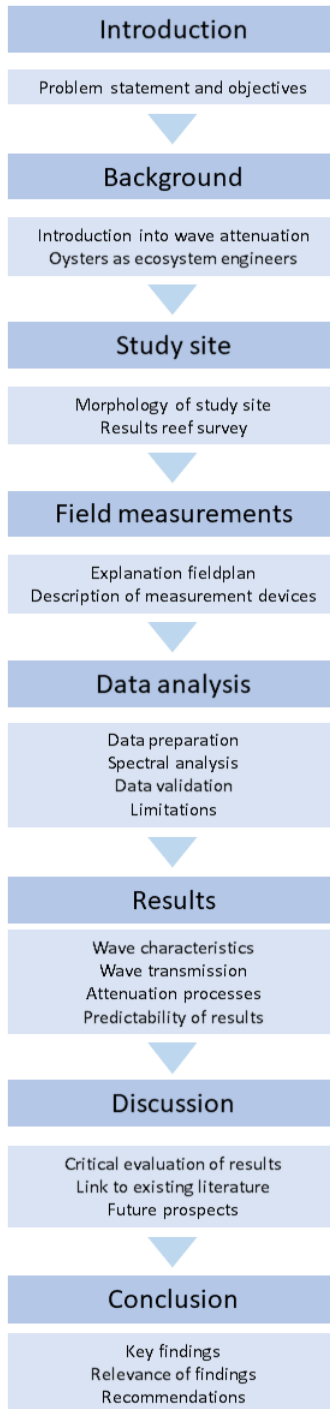 Introduction
Problem statement and objectives
Background
Introduction into wave attenuation
Oysters as ecosystem engineers
Study site
Morphology of study site
Results reef survey
Field measurements
Explanation fieldplan
Description of measurement devices
Data analysis
Data preparation
Spectral analysis
Data validation
Limitations
Results
Wave characteristics
Wave transmission
Attenuation processes
Predictability of results
Discussion
Critical evaluation of results
Link to existing literature
Future prospects
Conclusion
Key findings
Relevance of findings
Recommendations